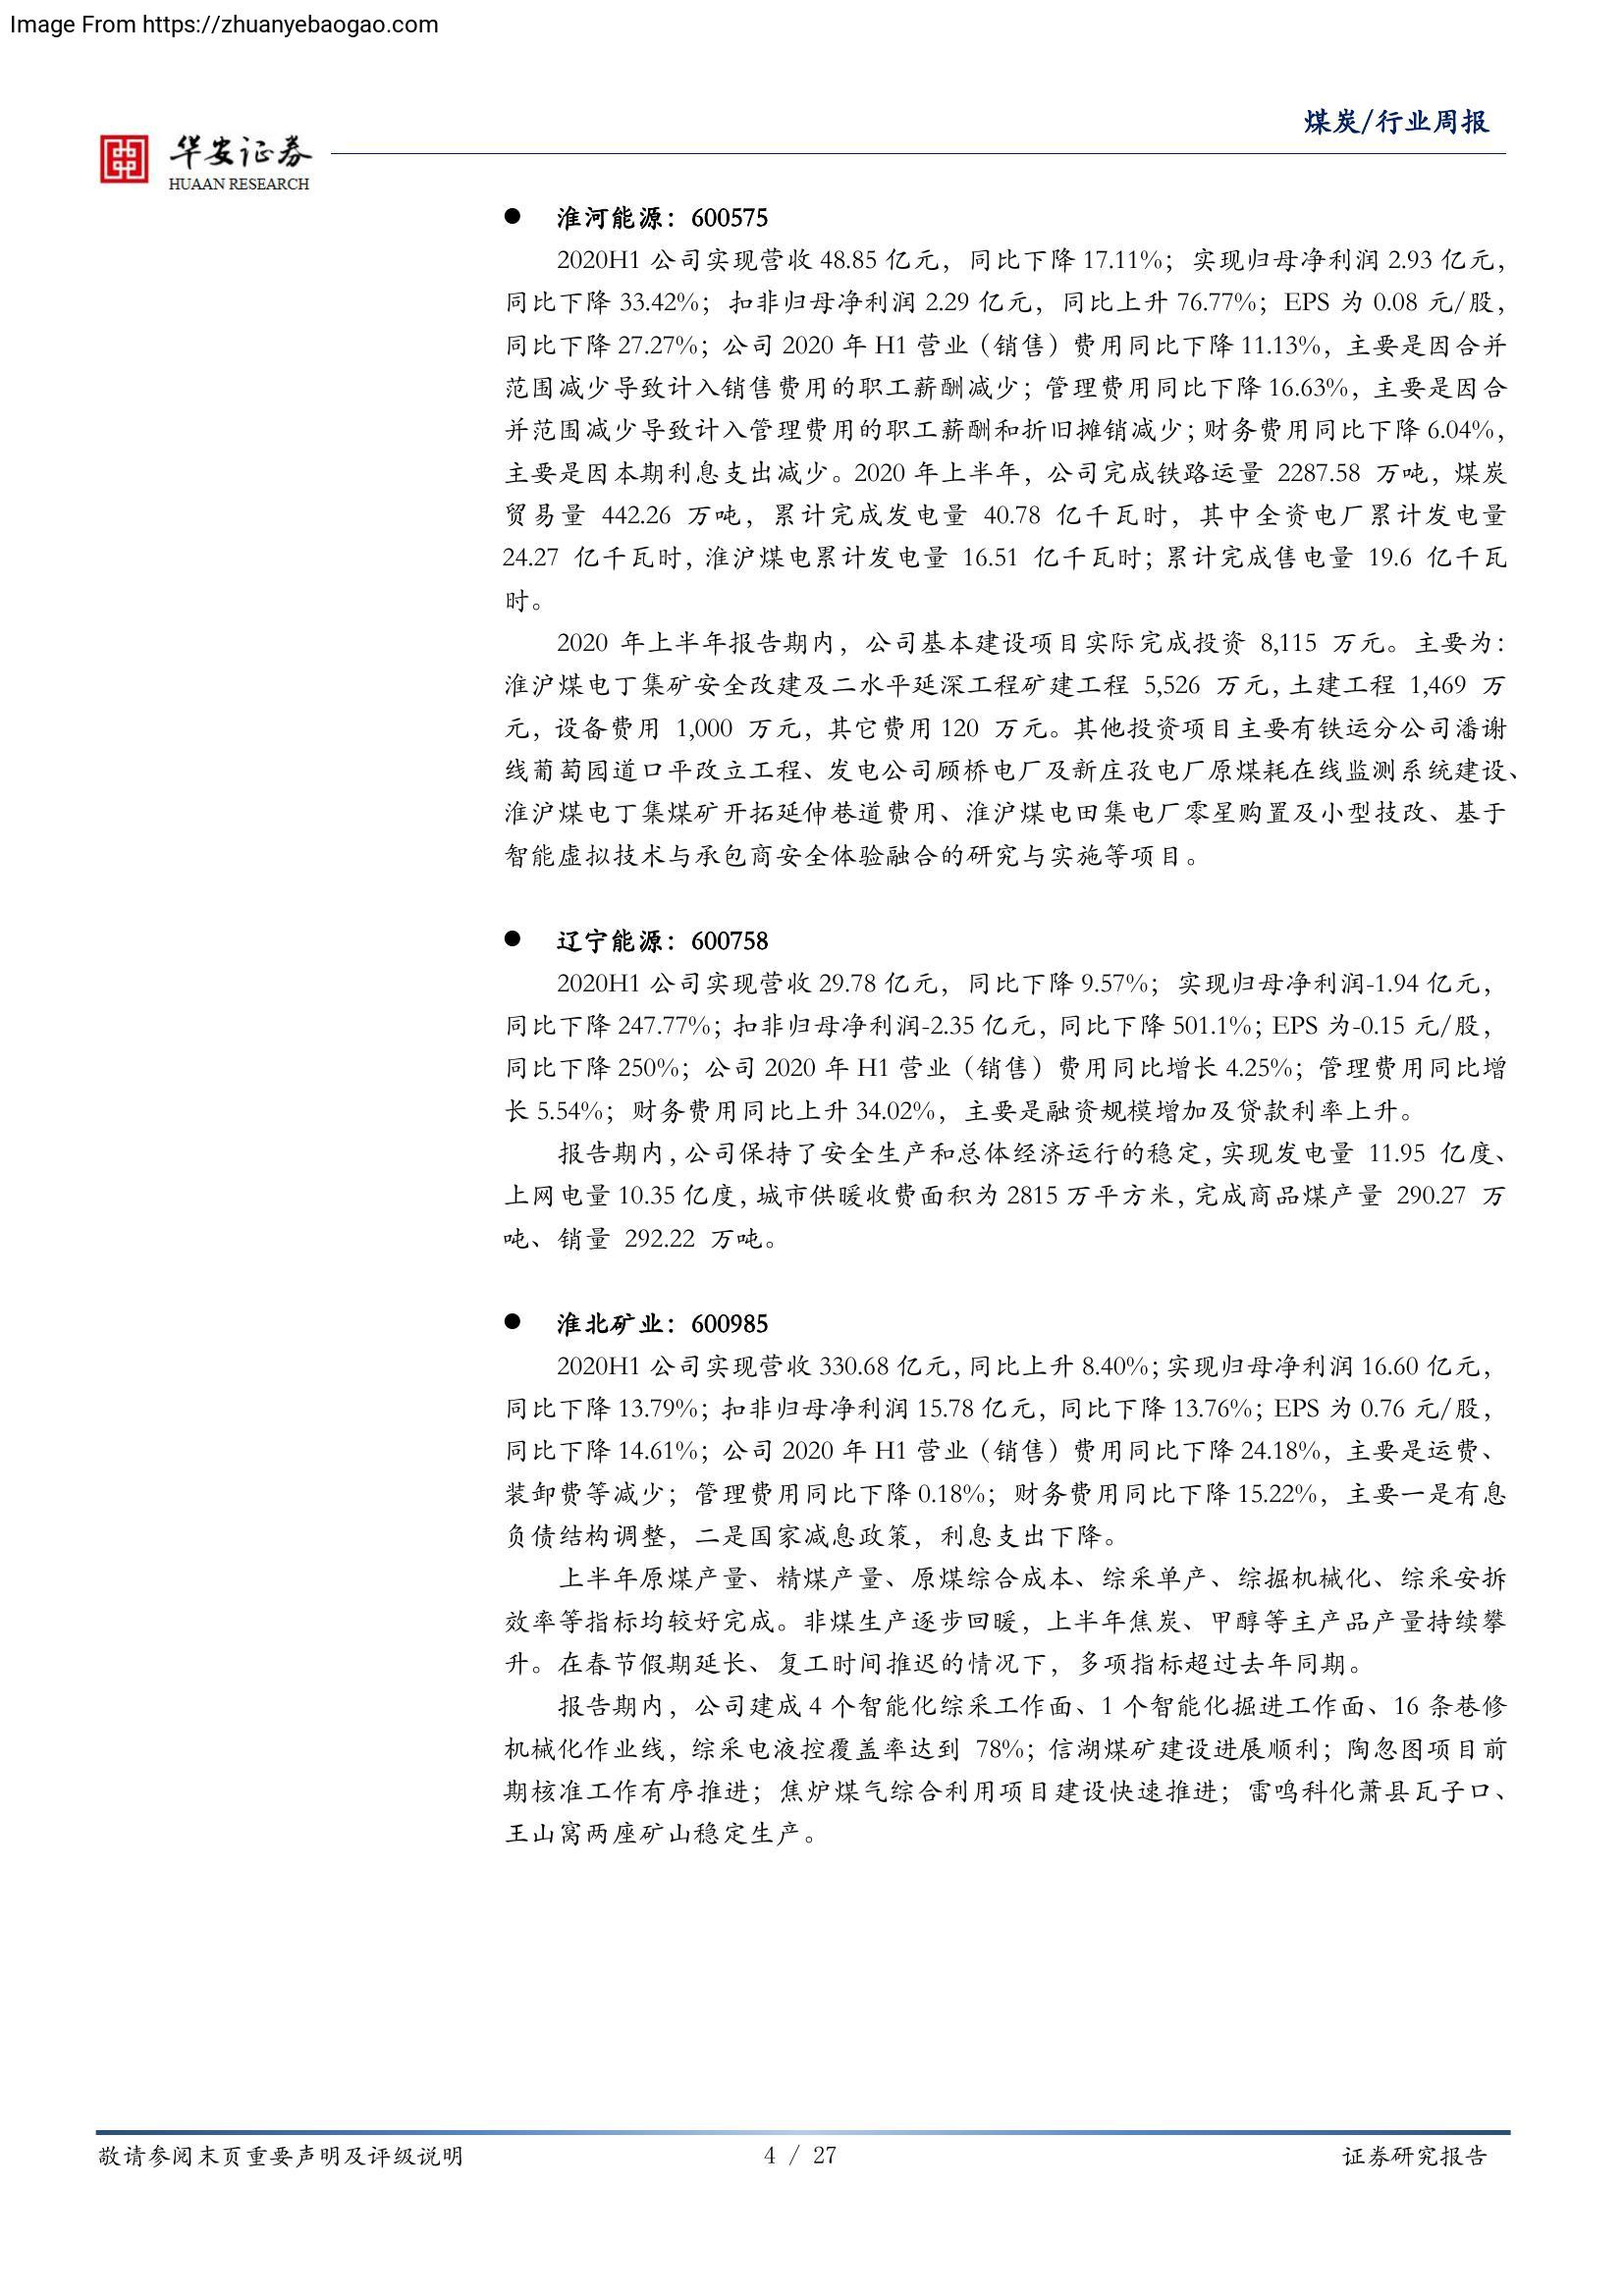 Image From https://zhuanyebaogao.com
煤炭/行业周报
华安证券
HUAAN RESEARCH
● 淮河能源：600575
2020H1 公司实现营收 48.85 亿元，同比下降 17.11%；实现归母净利润 2.93 亿元，
同比下降 33.42%；扣非归母净利润 2.29 亿元，同比上升 76.77%；EPS 为 0.08 元/股，
同比下降 27.27%；公司 2020 年 H1 营业（销售）费用同比下降 11.13%，主要是因合并
范围减少导致计入销售费用的职工薪酬减少；管理费用同比下降 16.63%，主要是因合
并范围减少导致计入管理费用的职工薪酬和折旧摊销减少；财务费用同比下降 6.04%，
主要是因本期利息支出减少。2020 年上半年，公司完成铁路运量 2287.58 万吨，煤炭
贸易量 442.26 万吨，累计完成发电量 40.78 亿千瓦时，其中全资电厂累计发电量
24.27 亿千瓦时，淮沪煤电累计发电量 16.51 亿千瓦时；累计完成售电量 19.6 亿千瓦
时。
2020 年上半年报告期内，公司基本建设项目实际完成投资 8,115 万元。主要为：
淮沪煤电丁集矿安全改建及二水平延深工程矿建工程 5,526 万元，土建工程 1,469 万
元，设备费用 1,000 万元，其它费用 120 万元。其他投资项目主要有铁运分公司潘谢
线葡萄园道口平改立工程、发电公司顾桥电厂及新庄孜电厂原煤耗在线监测系统建设、
淮沪煤电丁集煤矿开拓延伸巷道费用、淮沪煤电田集电厂零星购置及小型技改、基于
智能虚拟技术与承包商安全体验融合的研究与实施等项目。
● 辽宁能源：600758
2020H1 公司实现营收 29.78 亿元，同比下降 9.57%；实现归母净利润-1.94 亿元，
同比下降 247.77%；扣非归母净利润-2.35 亿元，同比下降 501.1%；EPS 为-0.15 元/股，
同比下降 250%；公司 2020 年 H1 营业（销售）费用同比增长 4.25%；管理费用同比增
长 5.54%；财务费用同比上升 34.02%，主要是融资规模增加及贷款利率上升。
报告期内，公司保持了安全生产和总体经济运行的稳定，实现发电量 11.95 亿度、
上网电量 10.35 亿度，城市供暖收费面积为 2815 万平方米，完成商品煤产量 290.27 万
吨、销量 292.22 万吨。
● 淮北矿业：600985
2020H1 公司实现营收 330.68 亿元，同比上升 8.40%；实现归母净利润 16.60 亿元，
同比下降 13.79%；扣非归母净利润 15.78 亿元，同比下降 13.76%；EPS 为 0.76 元/股，
同比下降 14.61%；公司 2020 年 H1 营业（销售）费用同比下降 24.18%，主要是运费、
装卸费等减少；管理费用同比下降 0.18%；财务费用同比下降 15.22%，主要一是有息
负债结构调整，二是国家减息政策，利息支出下降。
上半年原煤产量、精煤产量、原煤综合成本、综采单产、综掘机械化、综采安拆
效率等指标均较好完成。非煤生产逐步回暖，上半年焦炭、甲醇等主产品产量持续攀
升。在春节假期延长、复工时间推迟的情况下，多项指标超过去年同期。
报告期内，公司建成 4 个智能化综采工作面、1 个智能化掘进工作面、16 条巷修
机械化作业线，综采电液控覆盖率达到 78%；信湖煤矿建设进展顺利；陶忽图项目前
期核准工作有序推进；焦炉煤气综合利用项目建设快速推进；雷鸣科化萧县瓦子口、
王山窝两座矿山稳定生产。
敬请参阅末页重要声明及评级说明
4 / 27
证券研究报告